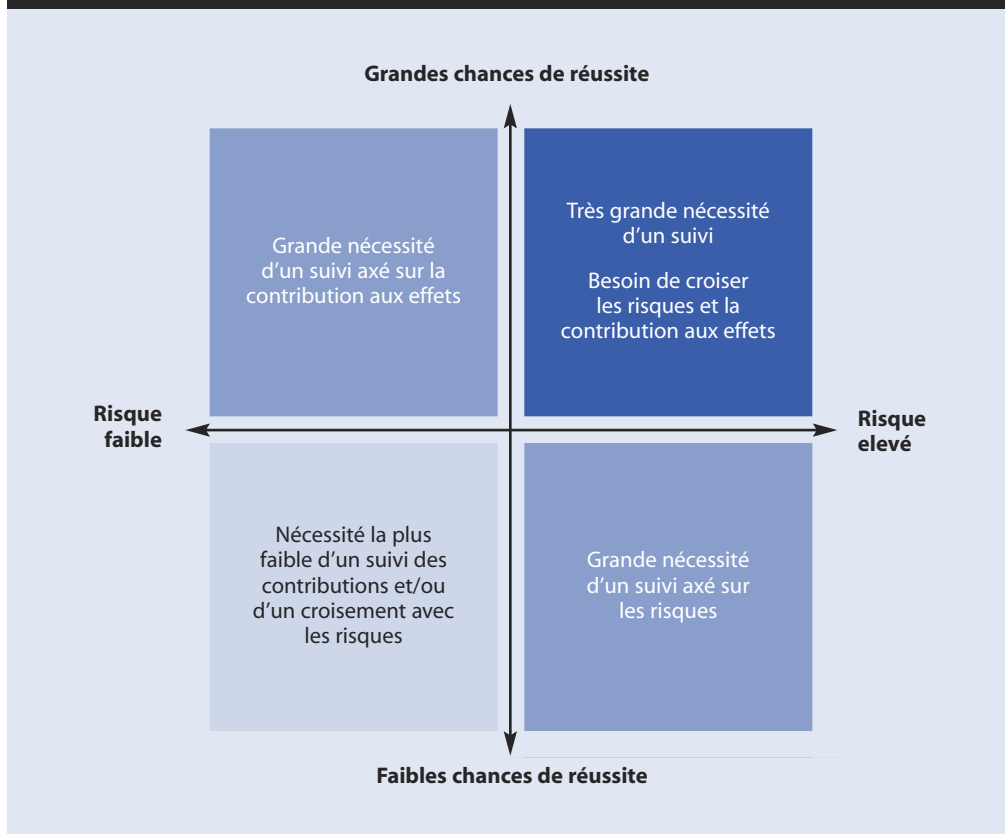 Grandes chances de réussite
Grande nécessité
d'un suivi axé sur la
contribution aux effets
Très grande nécessité
d'un suivi
Besoin de croiser
les risques et la
contribution aux effets
Risque
faible
Risque
elevé
Nécessité la plus
faible d'un suivi des
contributions et/ou
d'un croisement avec
les risques
Grande nécessité
d'un suivi axé sur
les risques
Faibles chances de réussite